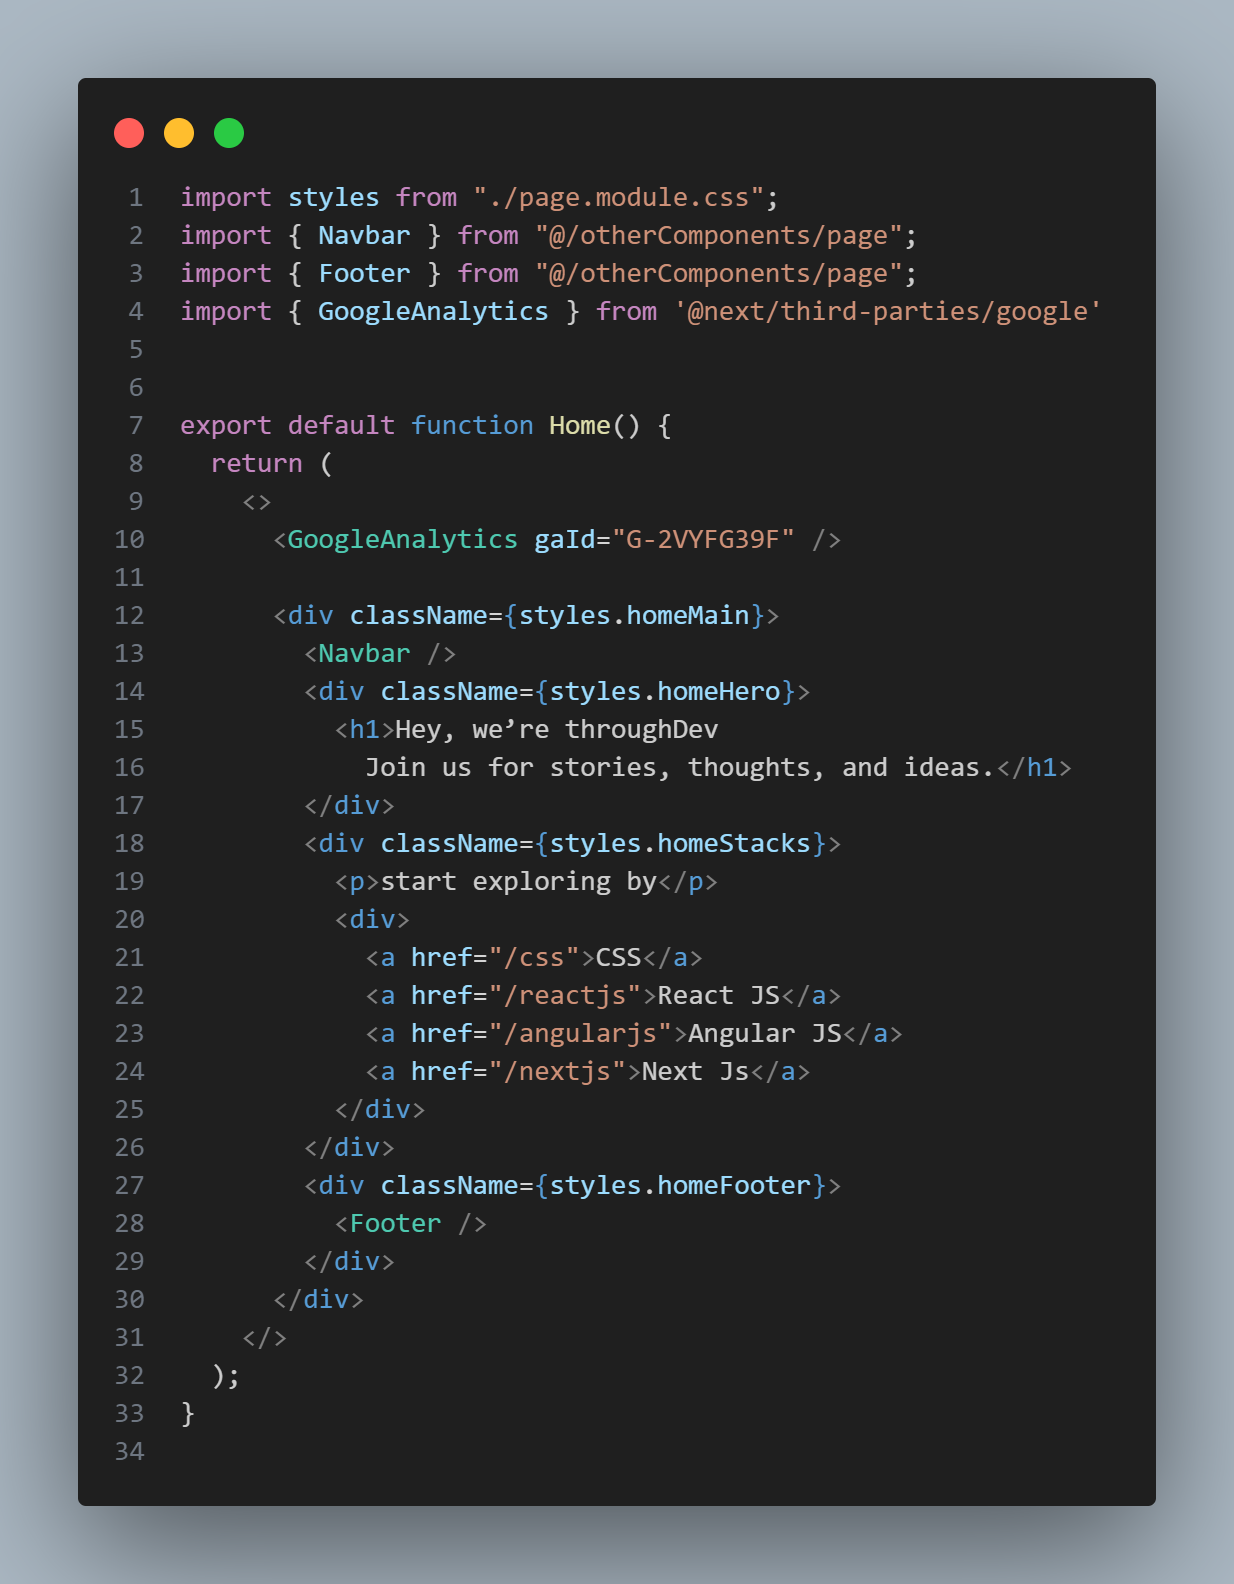 1 import styles from "./page.module.css";
2 import { Navbar } from "@/otherComponents/page";
3 import { Footer } from "@/otherComponents/page";
4 import { GoogleAnalytics } from '@next/third-parties/google'
5
6
7 export default function Home() {
8   return (
9     <>
10       <GoogleAnalytics gaId="G-2VYFG39F" />
11
12       <div className={styles.homeMain}>
13         <Navbar />
14         <div className={styles.homeHero}>
15           <h1>Hey, we’re throughDev
16             Join us for stories, thoughts, and ideas.</h1>
17         </div>
18         <div className={styles.homeStacks}>
19           <p>start exploring by</p>
20           <div>
21             <a href="/css">CSS</a>
22             <a href="/reactjs">React JS</a>
23             <a href="/angularjs">Angular JS</a>
24             <a href="/nextjs">Next Js</a>
25           </div>
26         </div>
27         <div className={styles.homeFooter}>
28           <Footer />
29         </div>
30       </div>
31     </>
32   );
33 }
34